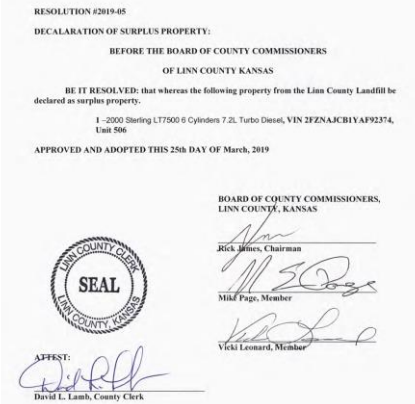 RESOLUTION #2019-05
DECALARATION OF SURPLUS PROPERTY:
BEFORE THE BOARD OF COUNTY COMMISSIONERS
OF LINN COUNTY KANSAS
BE IT RESOLVED: that whereas the following property from the Linn County Landfill be
declared as surplus property.
1 –2000 Sterling LT7500 6 Cylinders 7.2L Turbo Diesel, VIN 2FZNAJCB1YAF92374,
Unit 506
APPROVED AND ADOPTED THIS 25th DAY OF March, 2019
BOARD OF COUNTY COMMISSIONERS,
LINN COUNTY, KANSAS
Rick James, Chairman
Mike Page, Member
Vicki Leonard, Member
LINN COUNTY CLERK
SEAL
LINN COUNTY, KANSAS
ATTEST:
David L. Lamb, County Clerk